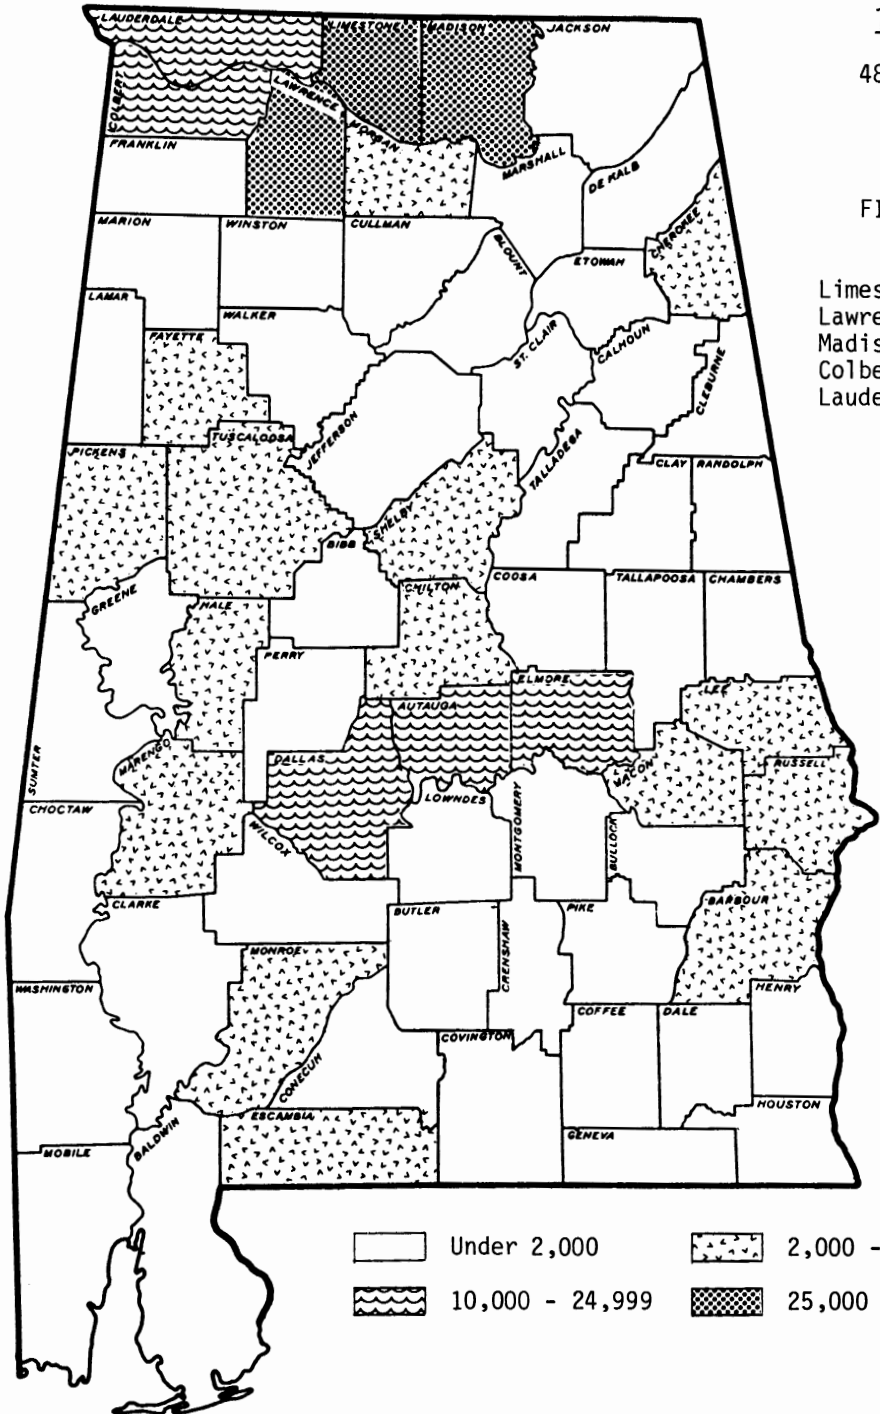 LAUDERDALE
LIMESTONE
MADISON
JACKSON
COLBERT
LAWRENCE
48
FRANKLIN
MORGAN
MARSHALL
DE KALB
FI
MARION
WINSTON
CULLMAN
BLOUNT
ETOWAH
CHEROKEE
LAMAR
WALKER
FAYETTE
ST. CLAIR
CALHOUN
CLEBURNE
Limes
Lawre
Madis
Colbe
Laude
TUSCALOOSA
JEFFERSON
TALLADEGA
PICKENS
SHELBY
CLAY
RANDOLPH
BIBB
GREENE
HALE
CHILTON
COOSA
TALLAPOOSA
CHAMBERS
PERRY
SUMTER
MARENGO
DALLAS
AUTAUGA
ELMORE
LEE
MACON
RUSSELL
CHOCTAW
WILCOX
LOWNDES
MONTGOMERY
BULLOCK
CLARKE
BUTLER
CRENSHAW
PIKE
BARBOUR
WASHINGTON
MONROE
CONECUH
COVINGTON
COFFEE
DALE
HENRY
MOBILE
BALDWIN
ESCAMBIA
GENEVA
HOUSTON
Under 2,000
2,000 -
10,000 - 24,999
25,000